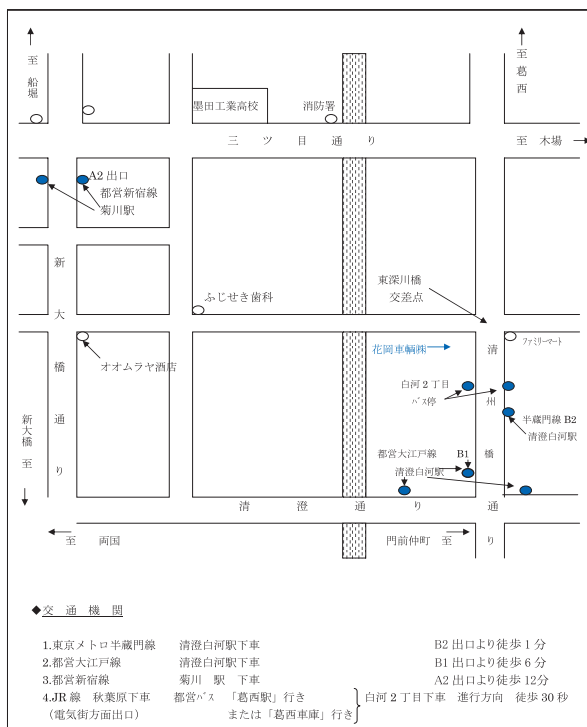 至 船堀
至 葛西
墨田工業高校
消防署
三ツ目通り
至 木場
A2 出口
都営新宿線
菊川駅
東深川橋
交差点
新大橋通り
ふじせき歯科
オオムラヤ酒店
花岡車輌㈱
清州橋通り
ファミリーマート
白河 2 丁目
バス停
半蔵門線 B2
清澄白河駅
新大橋 至
都営大江戸線 B1
清澄白河駅
清澄通り
至 両国
門前仲町 至
◆交 通 機 関
1.東京メトロ半蔵門線 清澄白河駅下車 B2 出口より徒歩 1 分
2.都営大江戸線 清澄白河駅下車 B1 出口より徒歩 6 分
3.都営新宿線 菊川 駅 下車 A2 出口より徒歩 12分
4.JR 線 秋葉原下車 都営バス 「葛西駅」行き 白河 2 丁目下車 進行方向 徒歩 30 秒
(電気街方面出口) または「葛西車庫」行き